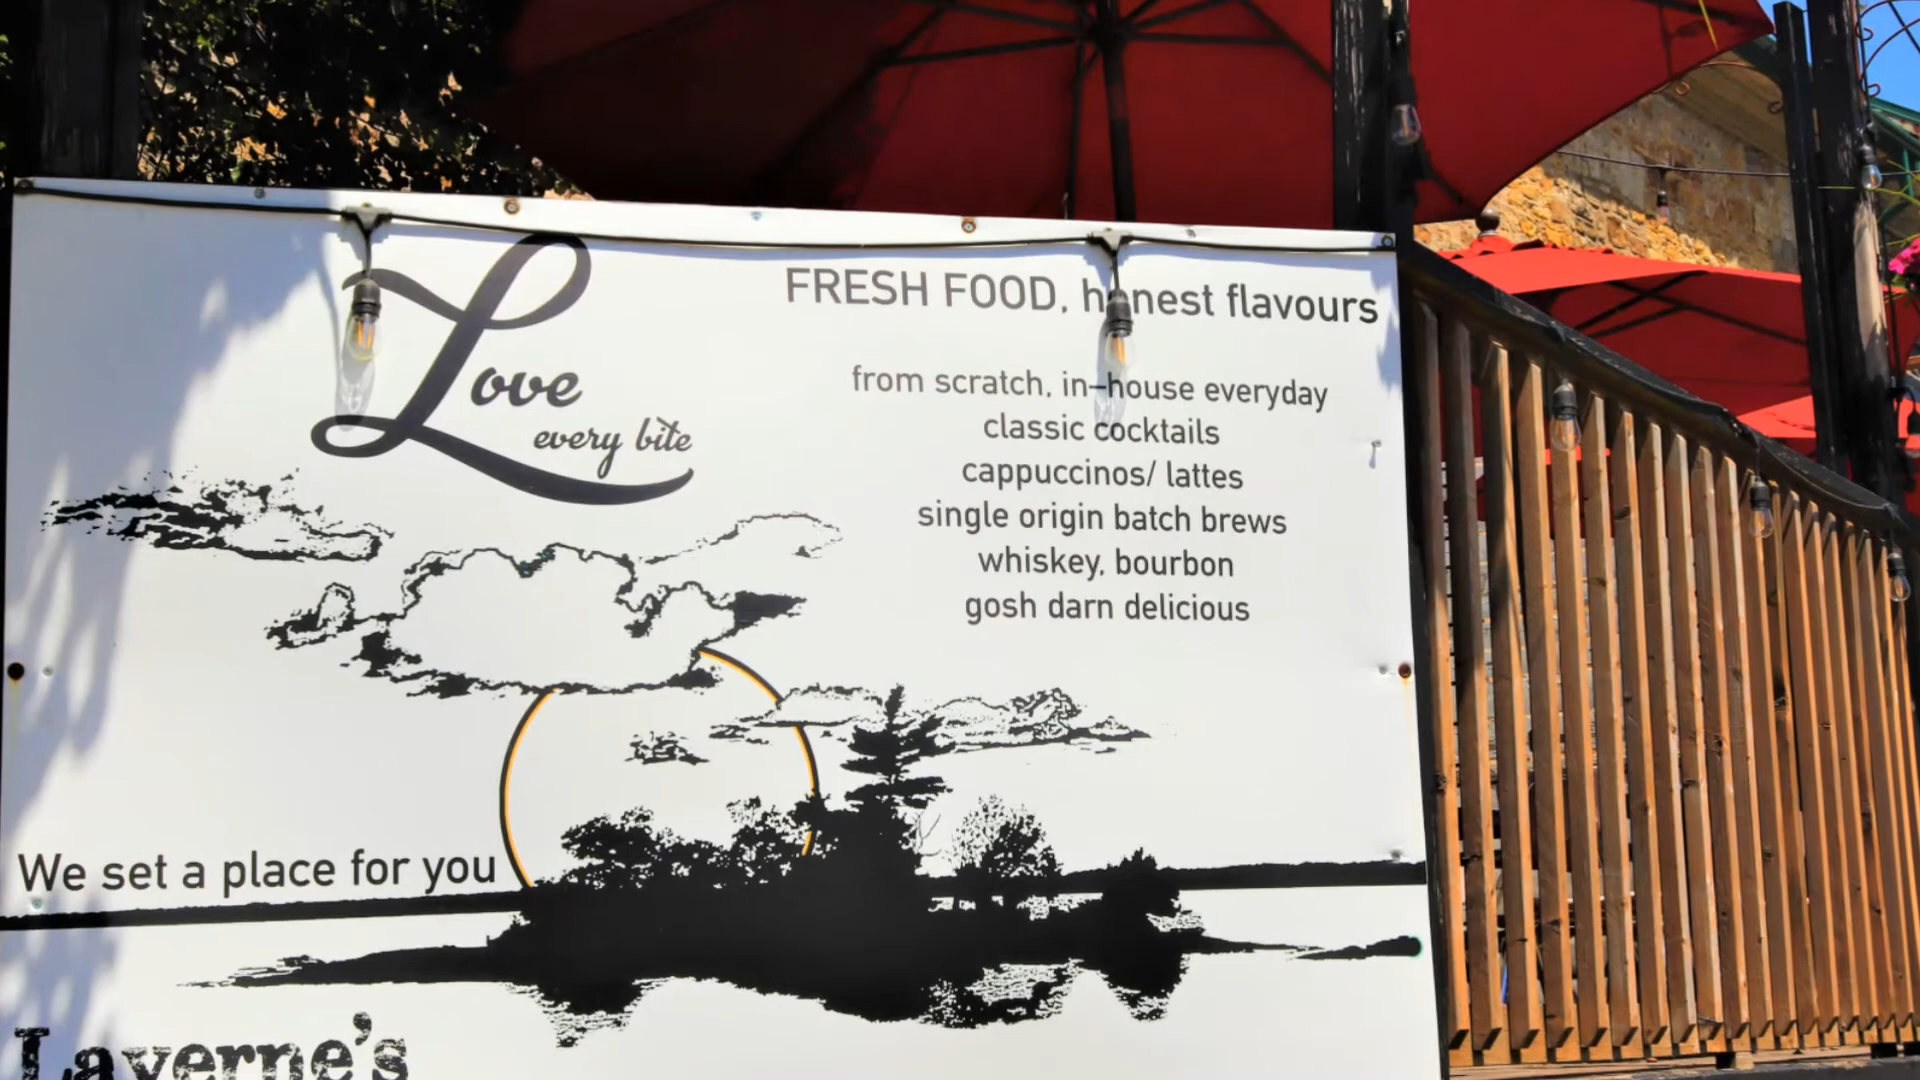 Love
every bite
FRESH FOOD, honest flavours
from scratch, in-house everyday
classic cocktails
cappuccinos/ lattes
single origin batch brews
whiskey, bourbon
gosh darn delicious
We set a place for you
Laverne's